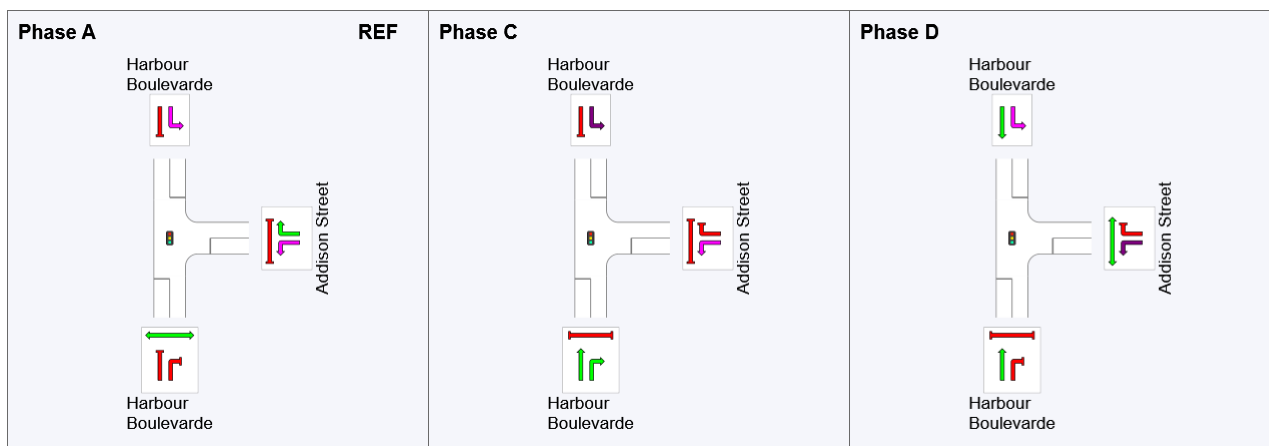 Phase A
REF
Harbour
Boulevarde
Addison Street
Harbour
Boulevarde
Phase C
Harbour
Boulevarde
Addison Street
Harbour
Boulevarde
Phase D
Harbour
Boulevarde
Addison Street
Harbour
Boulevarde